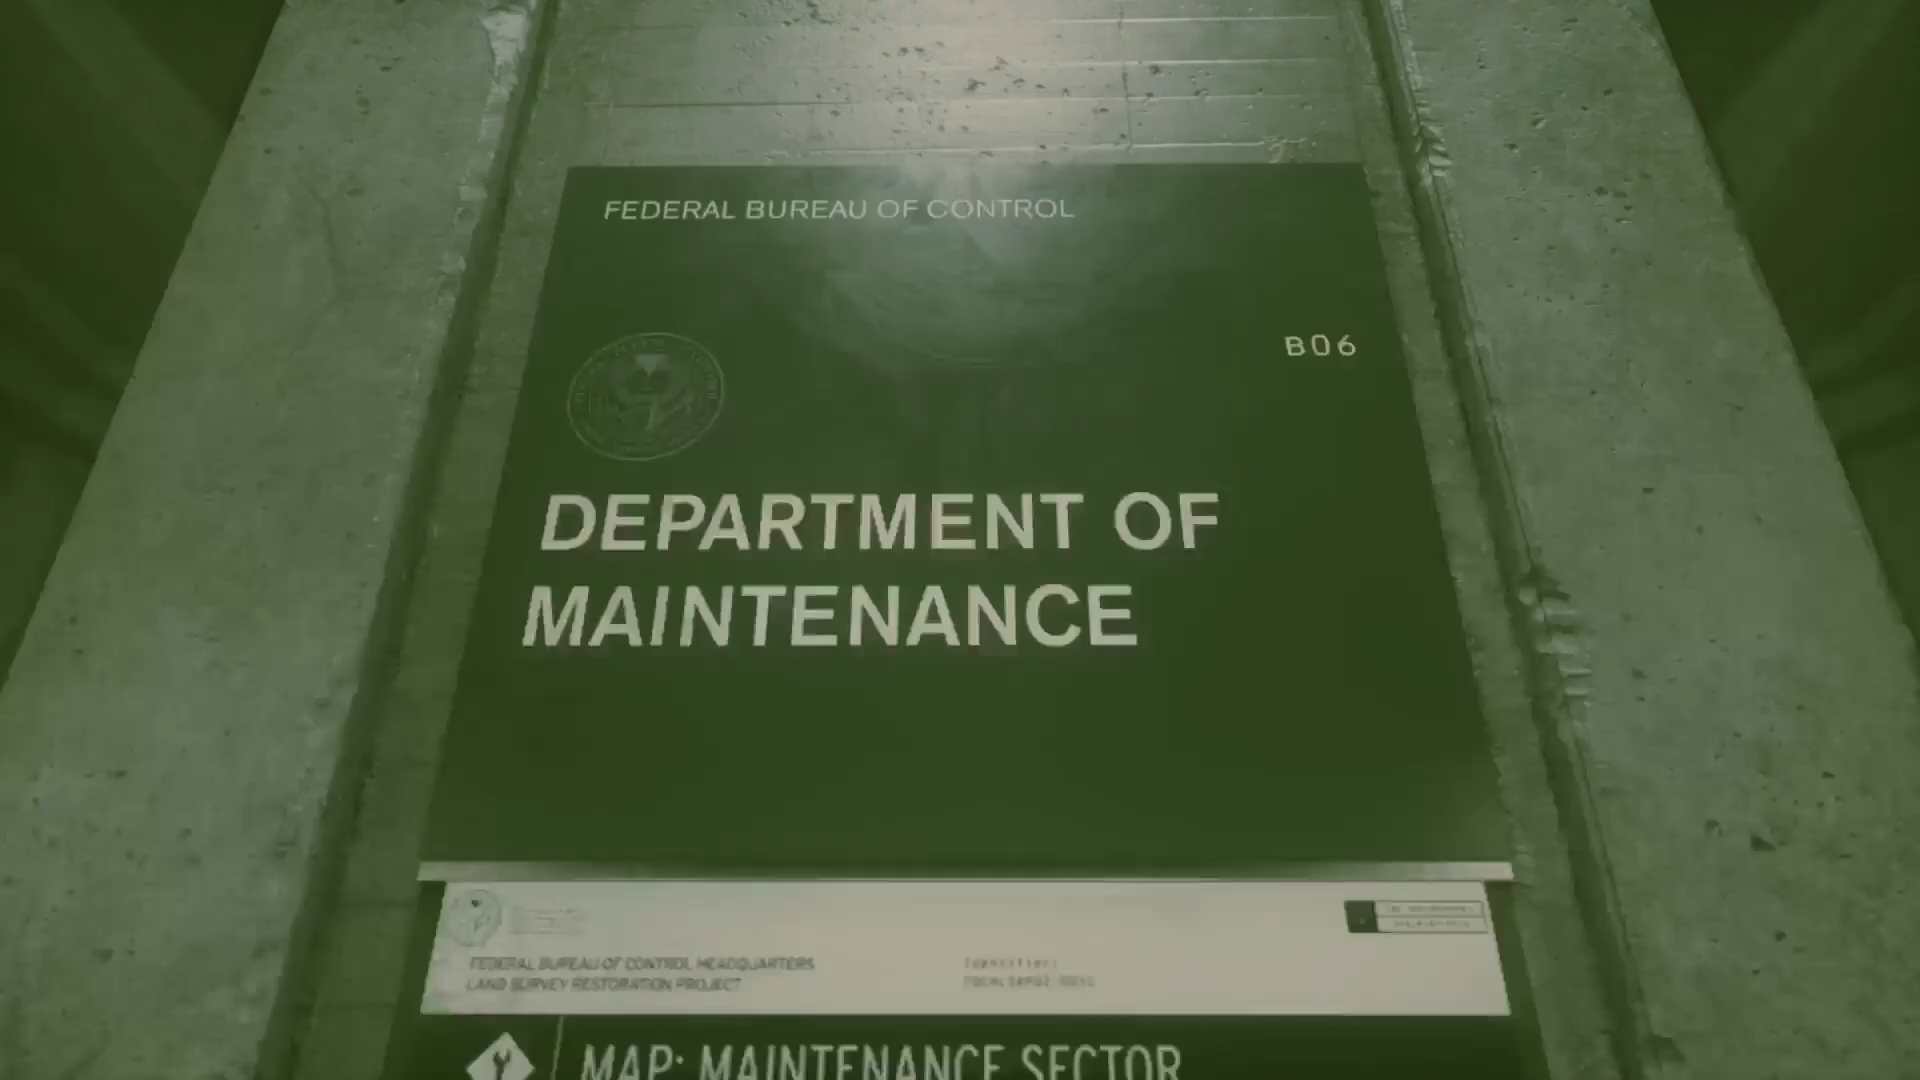 FEDERAL BUREAU OF CONTROL
B06
DEPARTMENT OF
MAINTENANCE
FEDERAL BUREAU OF CONTROL HEADQUARTERS
LAND SURVEY RESTORATION PROJECT
MAP: MAINTENANCE SECTOR